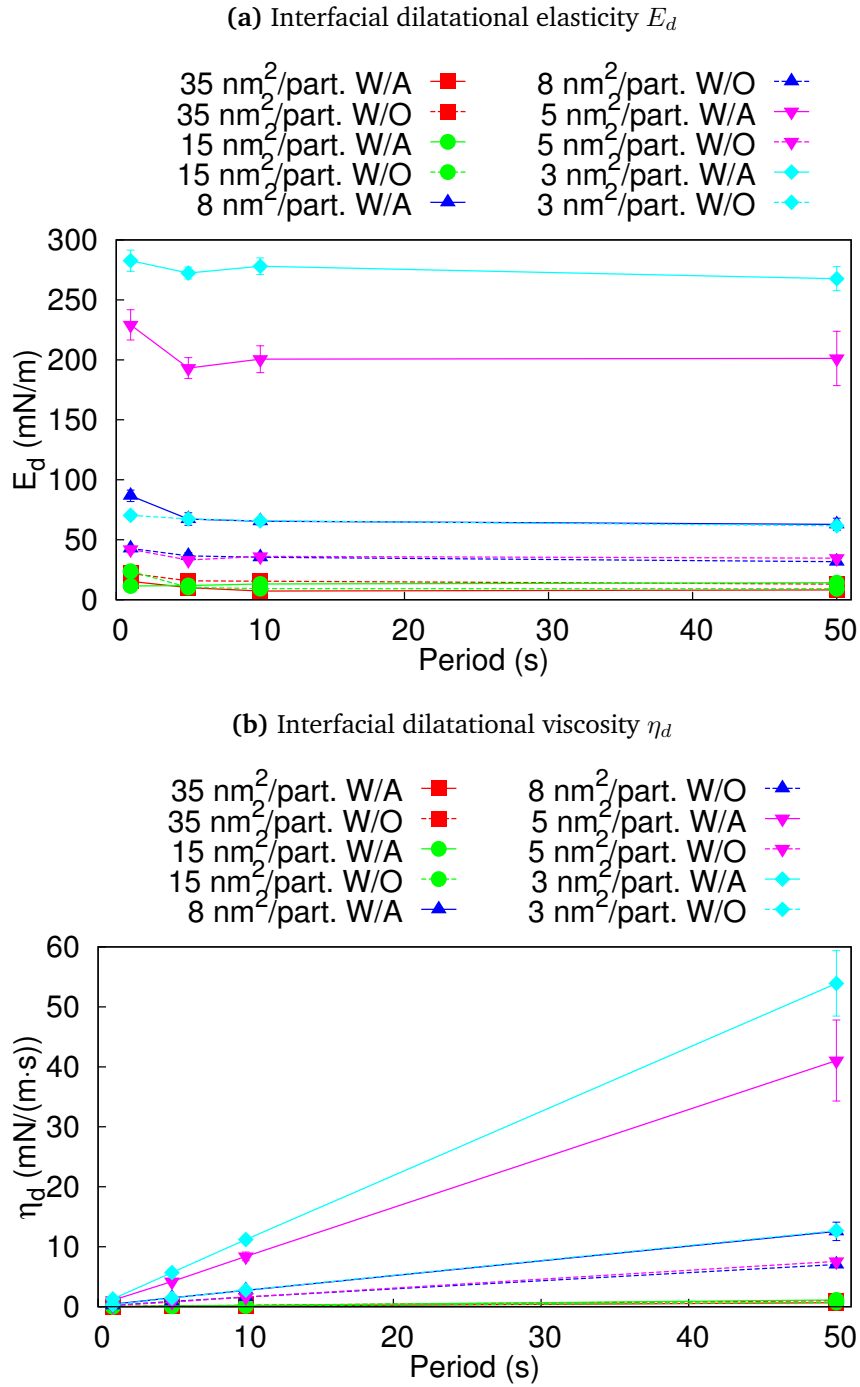 (a) Interfacial dilatational elasticity E_d
35 nm²/part. W/A
35 nm²/part. W/O
15 nm²/part. W/A
15 nm²/part. W/O
8 nm²/part. W/A
8 nm²/part. W/O
5 nm²/part. W/A
5 nm²/part. W/O
3 nm²/part. W/A
3 nm²/part. W/O
300
250
200
150
100
50
0
E_d (mN/m)
0 10 20 30 40 50
Period (s)
(b) Interfacial dilatational viscosity η_d
35 nm²/part. W/A
35 nm²/part. W/O
15 nm²/part. W/A
15 nm²/part. W/O
8 nm²/part. W/A
8 nm²/part. W/O
5 nm²/part. W/A
5 nm²/part. W/O
3 nm²/part. W/A
3 nm²/part. W/O
60
50
40
30
20
10
0
η_d (mN/(m·s))
0 10 20 30 40 50
Period (s)